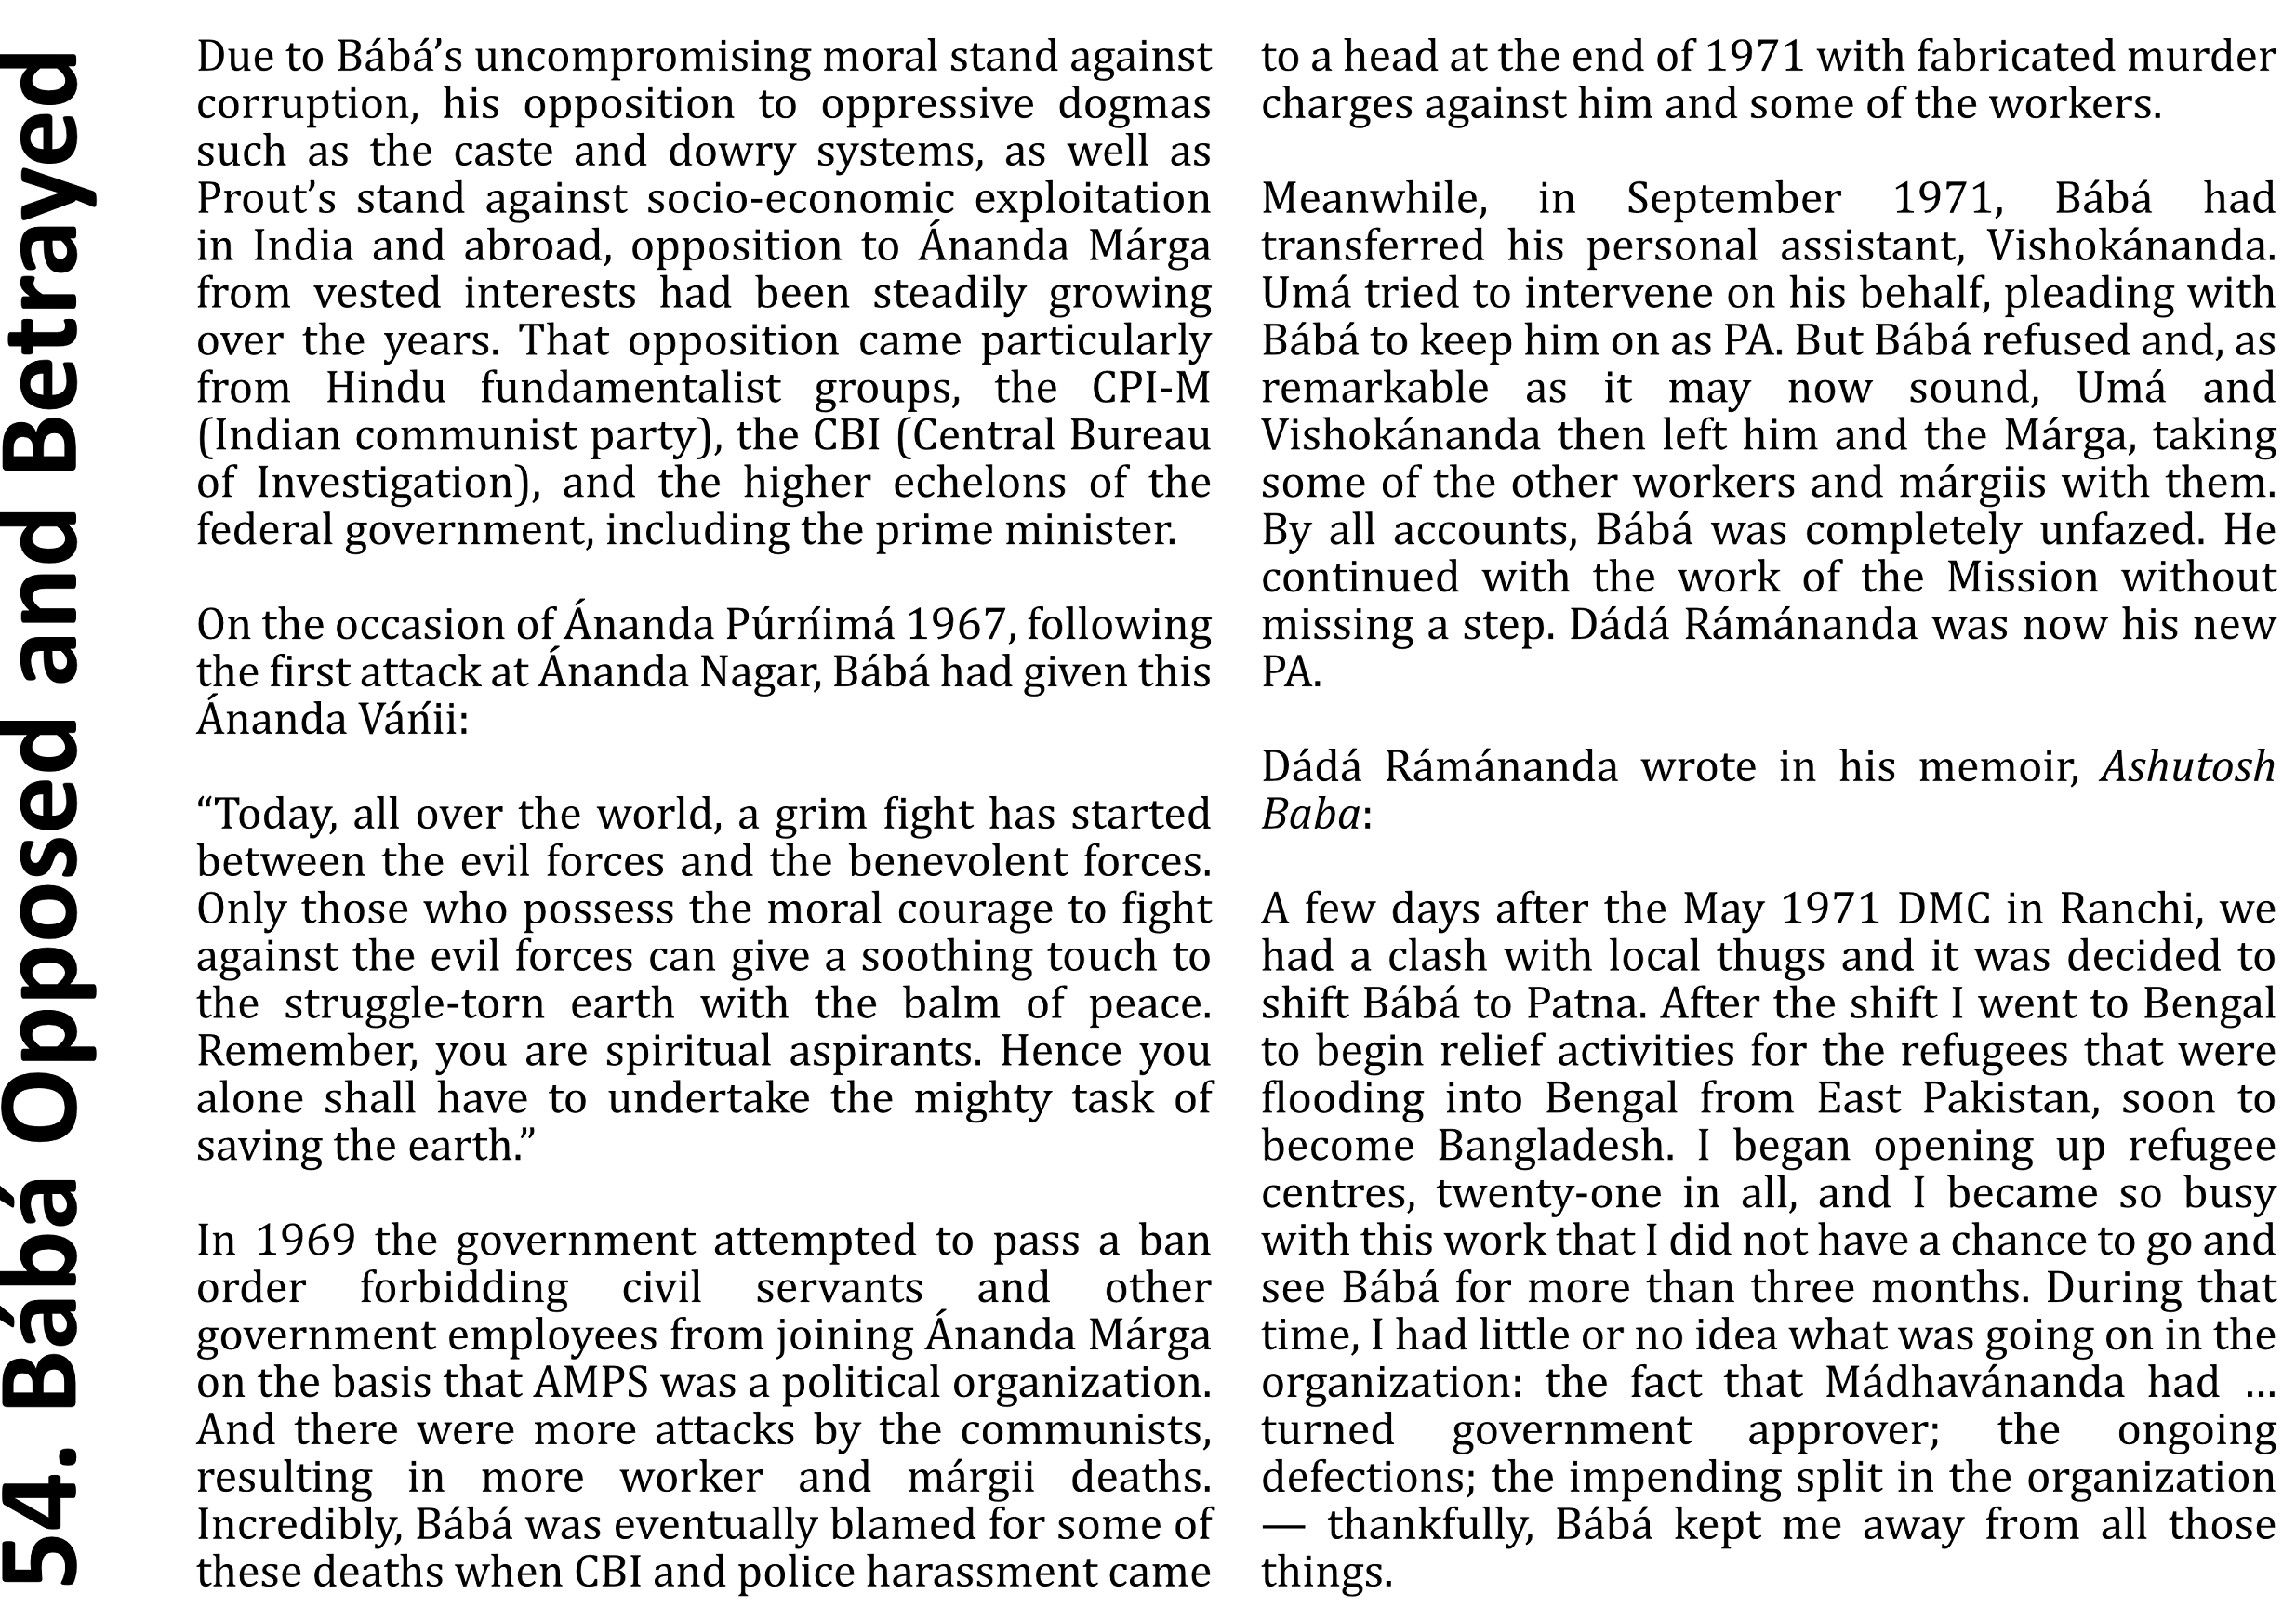 54. Bábá Opposed and Betrayed
Due to Bábá’s uncompromising moral stand against
corruption, his opposition to oppressive dogmas
such as the caste and dowry systems, as well as
Prout’s stand against socio-economic exploitation
in India and abroad, opposition to Ánanda Márga
from vested interests had been steadily growing
over the years. That opposition came particularly
from Hindu fundamentalist groups, the CPI-M
(Indian communist party), the CBI (Central Bureau
of Investigation), and the higher echelons of the
federal government, including the prime minister.
On the occasion of Ánanda Púrńimá 1967, following
the first attack at Ánanda Nagar, Bábá had given this
Ánanda Váńii:
“Today, all over the world, a grim fight has started
between the evil forces and the benevolent forces.
Only those who possess the moral courage to fight
against the evil forces can give a soothing touch to
the struggle-torn earth with the balm of peace.
Remember, you are spiritual aspirants. Hence you
alone shall have to undertake the mighty task of
saving the earth.”
In 1969 the government attempted to pass a ban
order forbidding civil servants and other
government employees from joining Ánanda Márga
on the basis that AMPS was a political organization.
And there were more attacks by the communists,
resulting in more worker and márgii deaths.
Incredibly, Bábá was eventually blamed for some of
these deaths when CBI and police harassment came
to a head at the end of 1971 with fabricated murder
charges against him and some of the workers.
Meanwhile, in September 1971, Bábá had
transferred his personal assistant, Vishokánanda.
Umá tried to intervene on his behalf, pleading with
Bábá to keep him on as PA. But Bábá refused and, as
remarkable as it may now sound, Umá and
Vishokánanda then left him and the Márga, taking
some of the other workers and márgiis with them.
By all accounts, Bábá was completely unfazed. He
continued with the work of the Mission without
missing a step. Dádá Rámánanda was now his new
PA.
Dádá Rámánanda wrote in his memoir, Ashutosh
Baba:
A few days after the May 1971 DMC in Ranchi, we
had a clash with local thugs and it was decided to
shift Bábá to Patna. After the shift I went to Bengal
to begin relief activities for the refugees that were
flooding into Bengal from East Pakistan, soon to
become Bangladesh. I began opening up refugee
centres, twenty-one in all, and I became so busy
with this work that I did not have a chance to go and
see Bábá for more than three months. During that
time, I had little or no idea what was going on in the
organization: the fact that Mádhavánanda had ...
turned government approver; the ongoing
defections; the impending split in the organization
— thankfully, Bábá kept me away from all those
things.